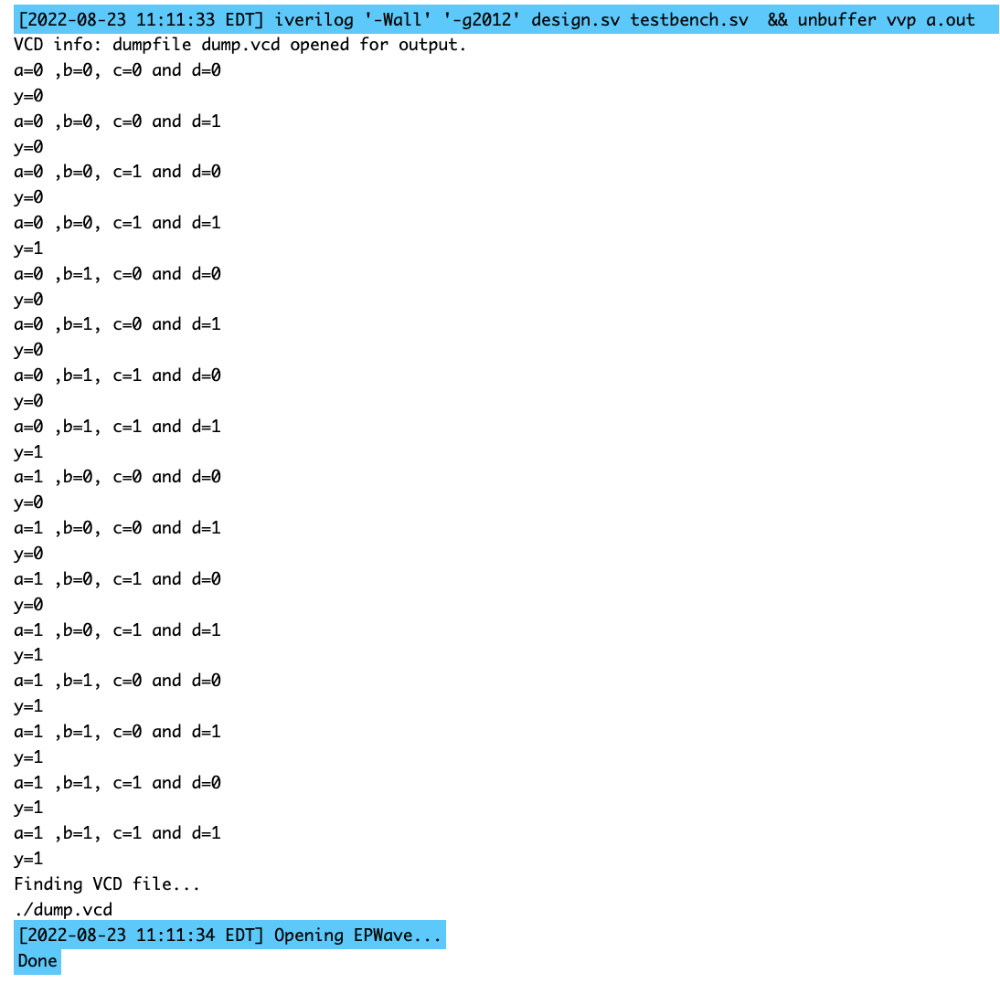 [2022-08-23 11:11:33 EDT] iverilog '-Wall' '-g2012' design.sv testbench.sv  && unbuffer vvp a.out
VCD info: dumpfile dump.vcd opened for output.
a=0 ,b=0, c=0 and d=0
y=0
a=0 ,b=0, c=0 and d=1
y=0
a=0 ,b=0, c=1 and d=0
y=0
a=0 ,b=0, c=1 and d=1
y=1
a=0 ,b=1, c=0 and d=0
y=0
a=0 ,b=1, c=0 and d=1
y=0
a=0 ,b=1, c=1 and d=0
y=0
a=0 ,b=1, c=1 and d=1
y=1
a=1 ,b=0, c=0 and d=0
y=0
a=1 ,b=0, c=0 and d=1
y=0
a=1 ,b=0, c=1 and d=0
y=0
a=1 ,b=0, c=1 and d=1
y=1
a=1 ,b=1, c=0 and d=0
y=1
a=1 ,b=1, c=0 and d=1
y=1
a=1 ,b=1, c=1 and d=0
y=1
a=1 ,b=1, c=1 and d=1
y=1
Finding VCD file...
./dump.vcd
[2022-08-23 11:11:34 EDT] Opening EPWave...
Done